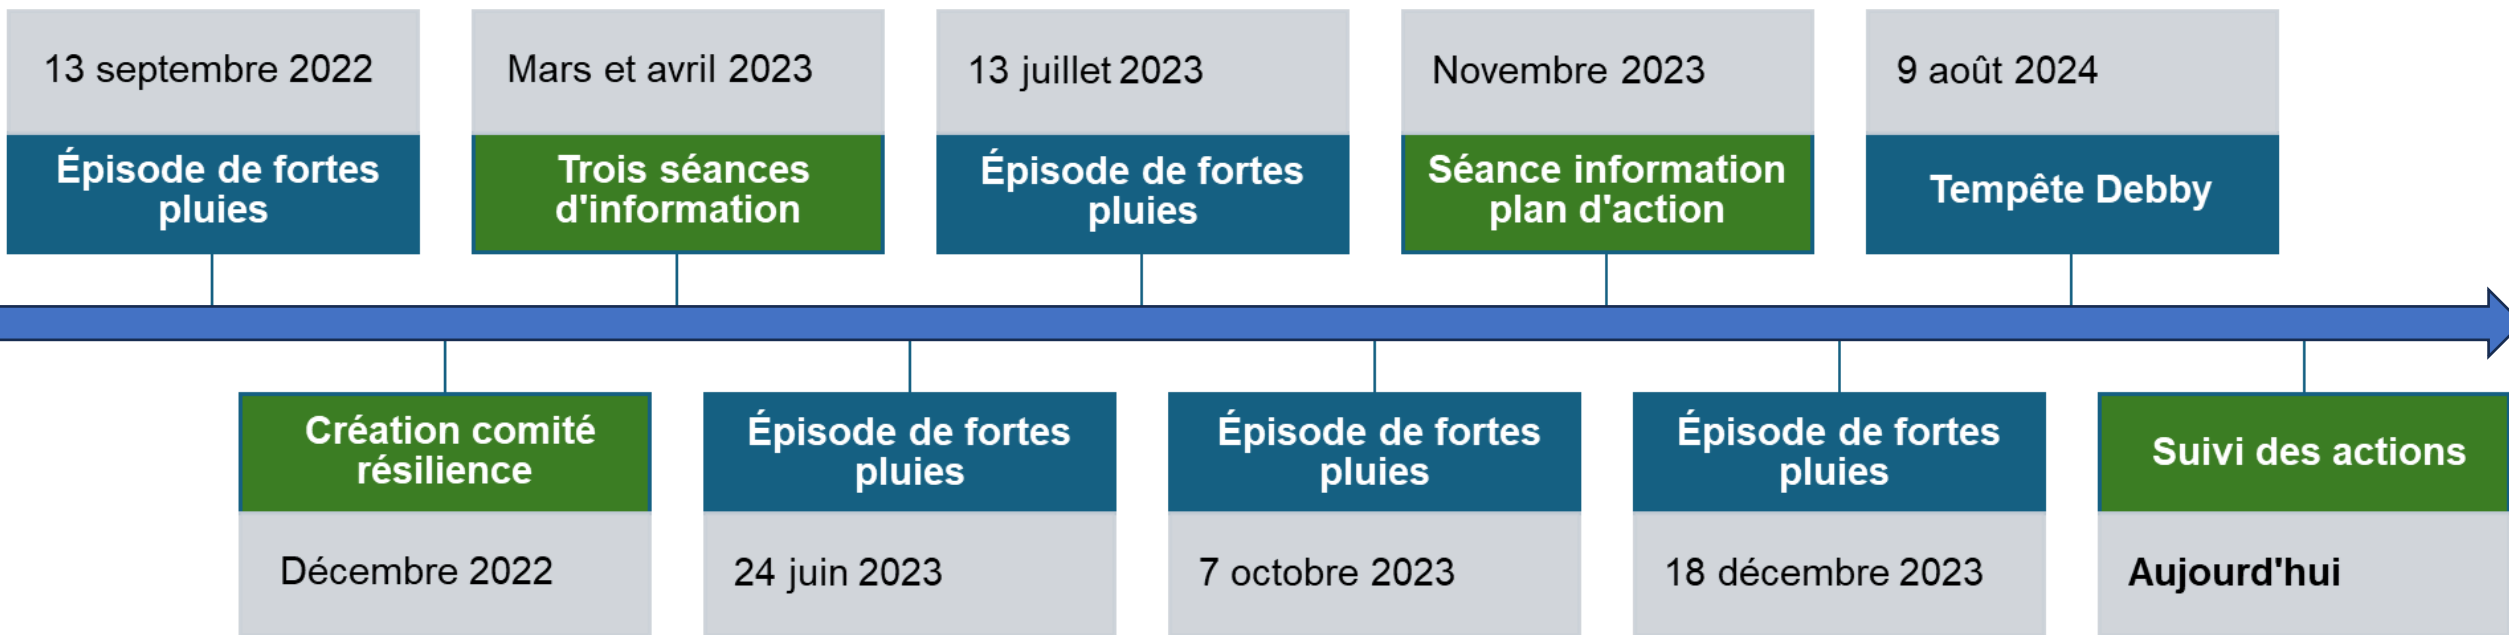 13 septembre 2022
Épisode de fortes
pluies
Mars et avril 2023
Trois séances
d'information
13 juillet 2023
Épisode de fortes
pluies
Novembre 2023
Séance information
plan d'action
9 août 2024
Tempête Debby
Création comité
résilience
Décembre 2022
Épisode de fortes
pluies
24 juin 2023
Épisode de fortes
pluies
7 octobre 2023
Épisode de fortes
pluies
18 décembre 2023
Suivi des actions
Aujourd'hui